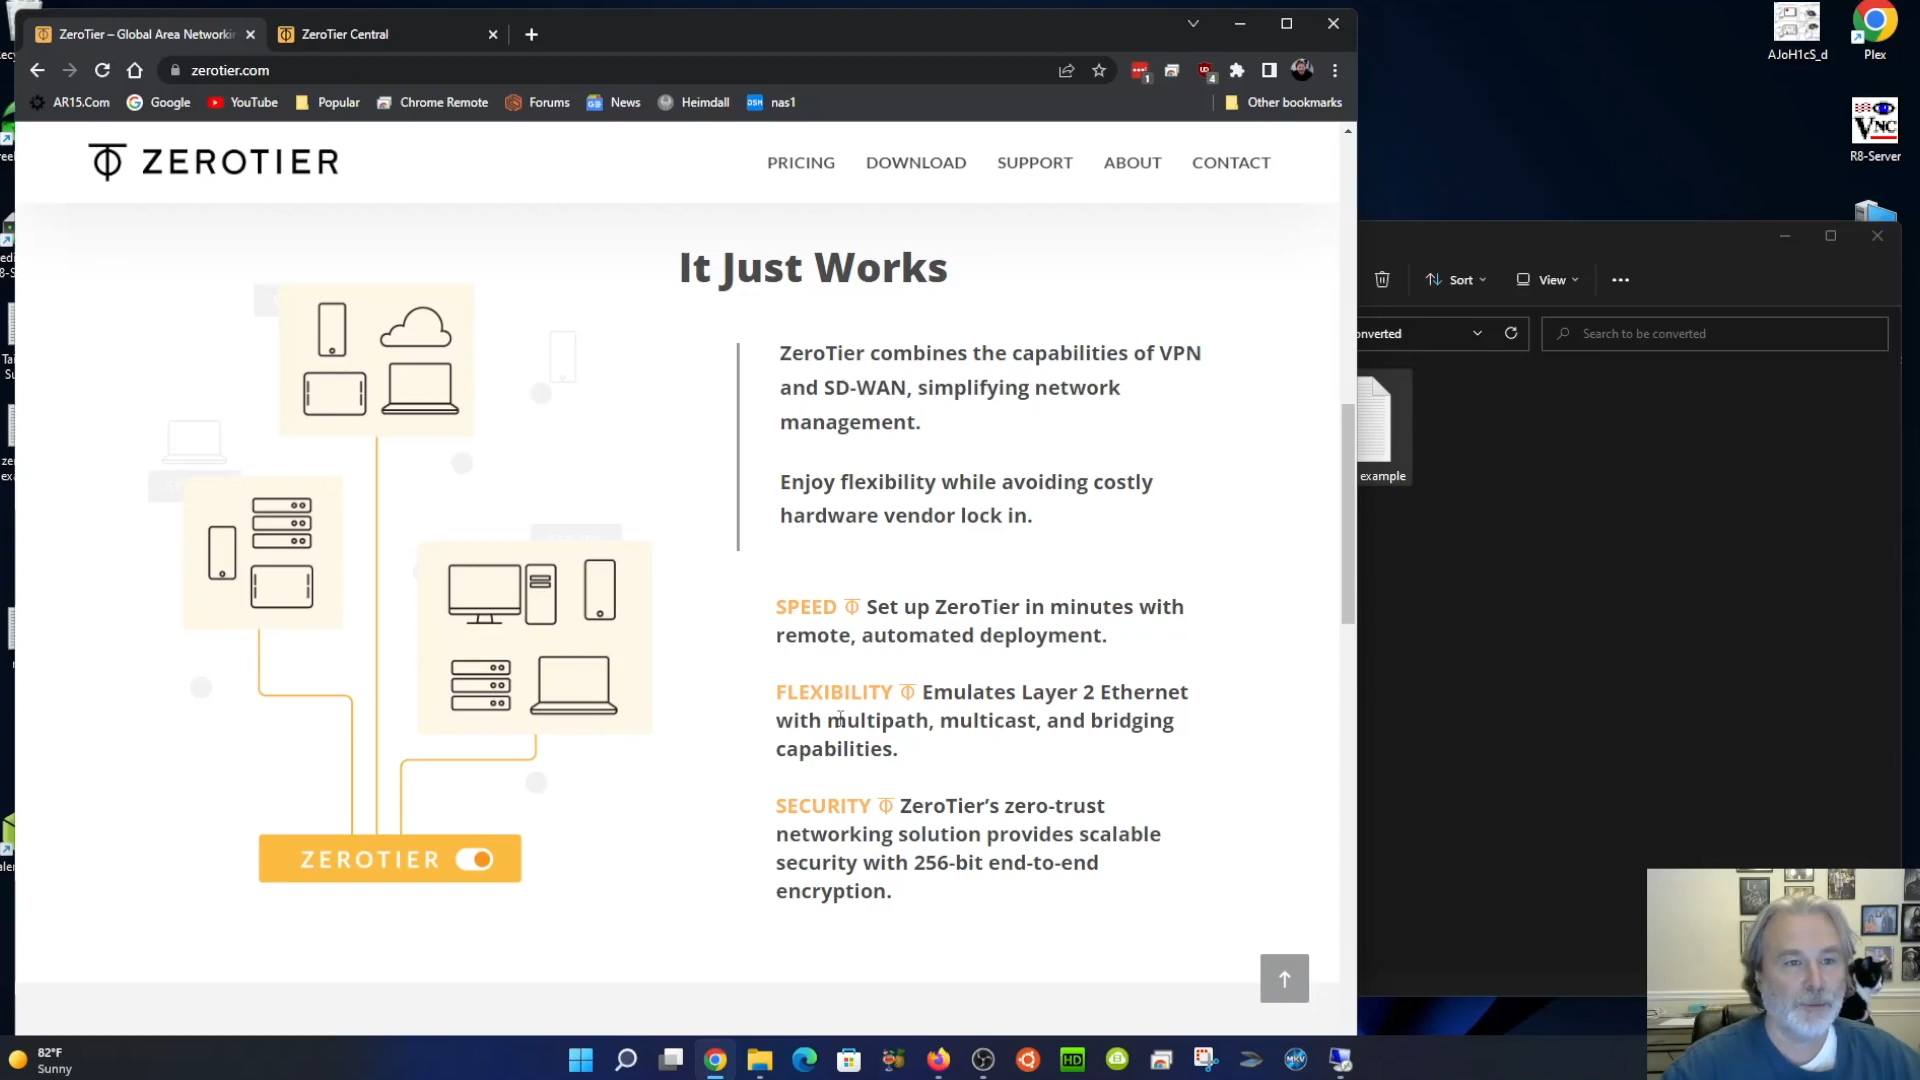 ZeroTier – Global Area Networkin
ZeroTier Central
zerotier.com
AR15.Com
Google
YouTube
Popular
Chrome Remote
Forums
News
Heimdall
nas1
Other bookmarks
ZEROTIER
PRICING
DOWNLOAD
SUPPORT
ABOUT
CONTACT
It Just Works
ZeroTier combines the capabilities of VPN
and SD-WAN, simplifying network
management.
Enjoy flexibility while avoiding costly
hardware vendor lock in.
SPEED Set up ZeroTier in minutes with
remote, automated deployment.
FLEXIBILITY Emulates Layer 2 Ethernet
with multipath, multicast, and bridging
capabilities.
SECURITY ZeroTier’s zero-trust
networking solution provides scalable
security with 256-bit end-to-end
encryption.
ZEROTIER
Sort
View
onverted
Search to be converted
example
AJoH1cS_d
Plex
VNC
R8-Server
82°F
Sunny
HD
MKV